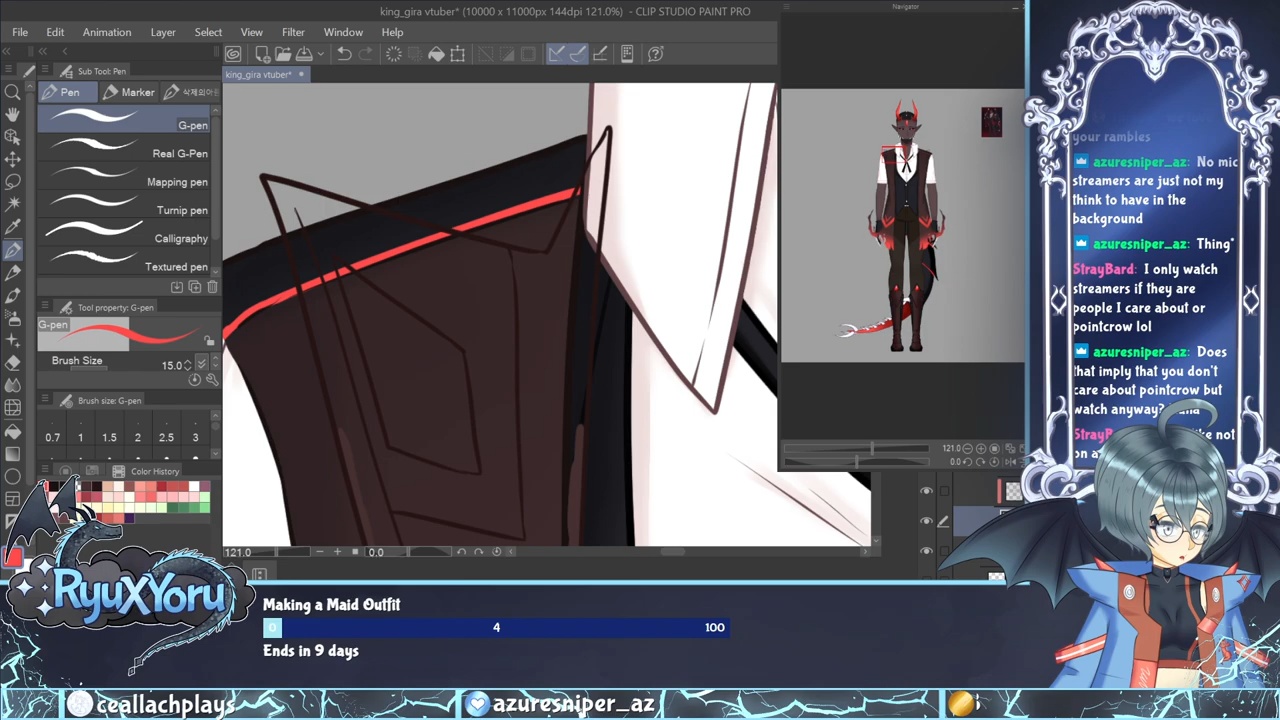 king_gira vtuber* (10000 x 11000px 144dpi 121.0%) - CLIP STUDIO PAINT PRO
Navigator
File Edit Animation Layer Select View Filter Window Help
Sub Tool: Pen
king_gira vtuber*
Pen Marker
G-pen
Real G-Pen
Mapping pen
Turnip pen
Calligraphy
Textured pen
Tool property: G-pen
G-pen
Brush Size 15.0
Brush size: G-pen
0.7 1 1.5 2 2.5 3
Color History
121.0 0.0
121.0
0.0
your rambles
azuresniper_az: No mic
streamers are just not my
think to have in the
background
azuresniper_az: Thing*
StrayBard: I only watch
streamers if they are
people I care about or
pointcrow lol
azuresniper_az: Does
that imply that you don't
care about pointcrow but
watch anyway?
RyuXYoru
Making a Maid Outfit
0 4 100
Ends in 9 days
ceallachplays
azuresniper_az